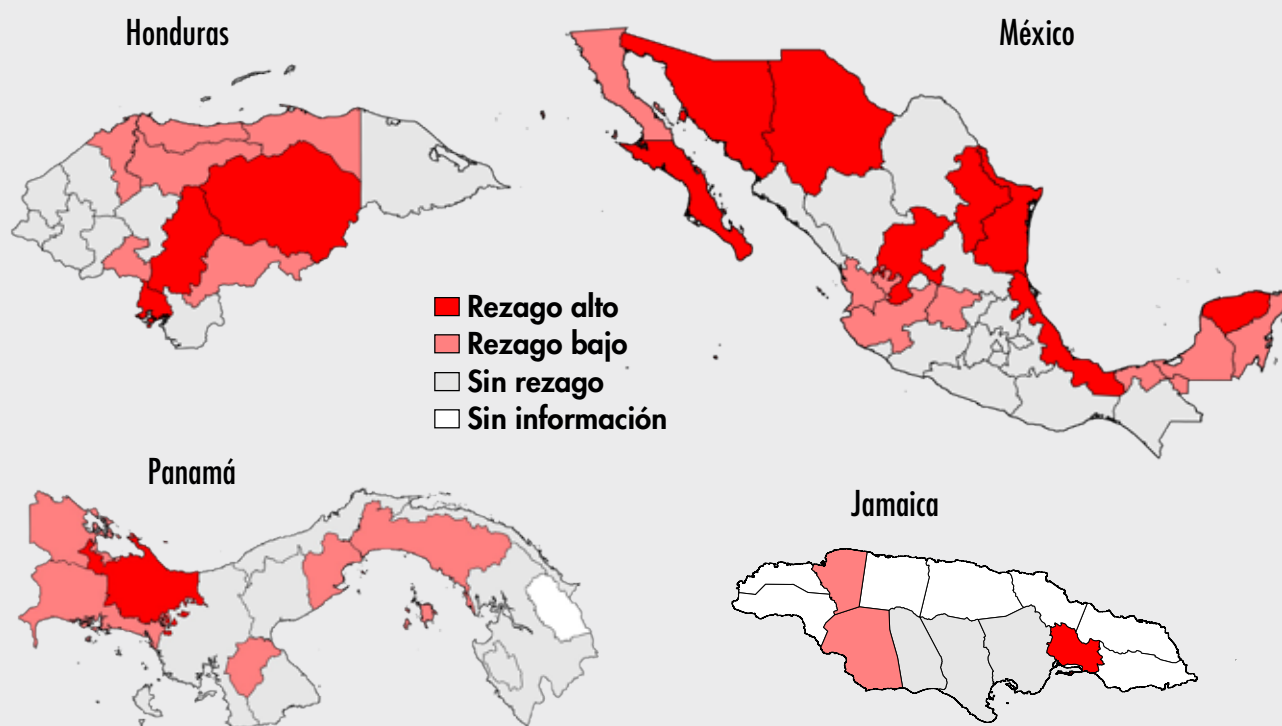 Honduras
México
Rezago alto
Rezago bajo
Sin rezago
Sin información
Panamá
Jamaica